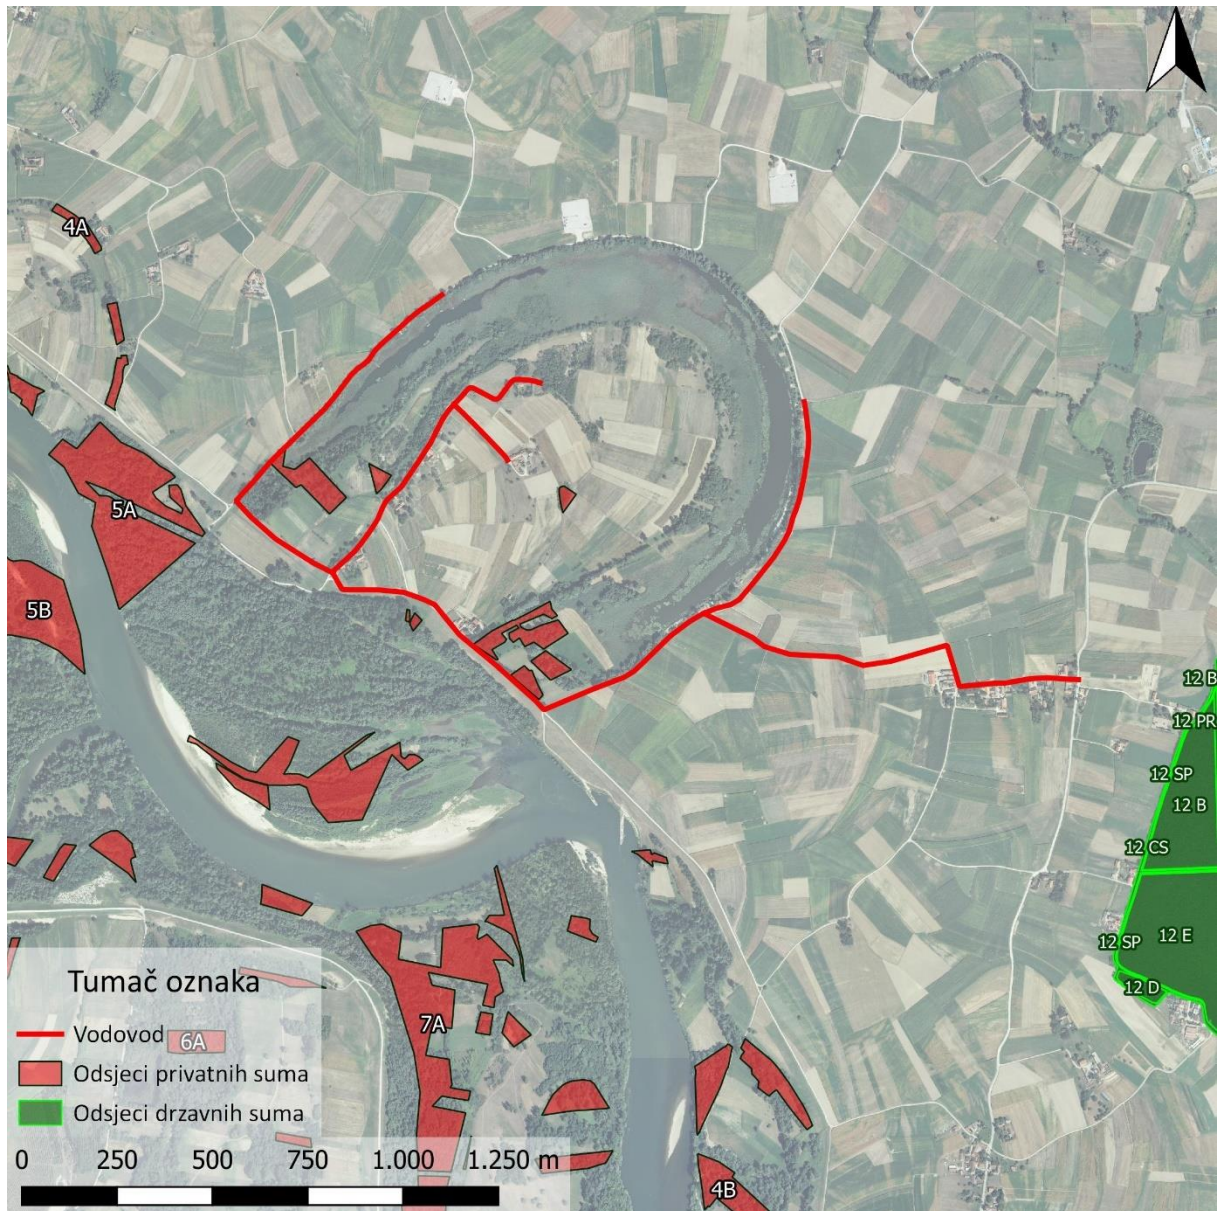 4A
5A
5B
12 B
12 PR
12 SP
12 B
12 CS
12 E
12 SP
12 D
7A
6A
4B
Tumač oznaka
Vodovod
Odsjeci privatnih suma
Odsjeci drzavnih suma
0 250 500 750 1.000 1.250 m